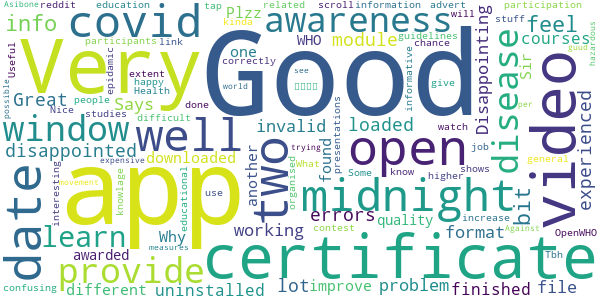 Asibone reddit education link advert tap scroll information related participation
info covid awareness Plzz kinda will stuff
participants WHO module guidelines one feel courses chance
Very Good Disappointing disease video
extent epidamic happy Health correctly informative Sir guud hazardous
Useful possible Great people Says done world see give
Nice studies difficult invalid loaded watch
window well open experienced
disappointed downloaded two found presentations job
expensive trying What Some know higher shows per general
date app midnight bit
interesting movement knowlage educational another organised use
learn awarded Why working errors quality format increase OpenWHO
provide certificate contest Tbh Against
confusing different measures uninstalled lot improve problem finished file